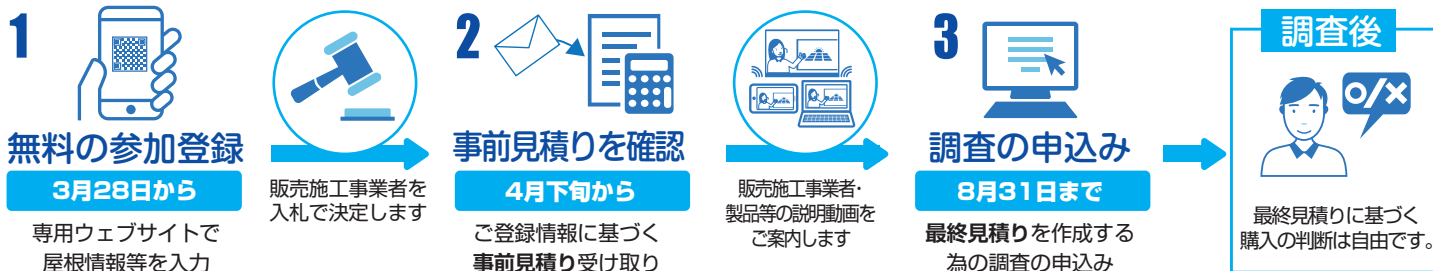 1
無料の参加登録
3月28日から
専用ウェブサイトで
屋根情報等を入力
販売施工事業者を
入札で決定します
2
事前見積りを確認
4月下旬から
ご登録情報に基づく
事前見積り受け取り
販売施工事業者・
製品等の説明動画を
ご案内します
3
調査の申込み
8月31日まで
最終見積りを作成する
為の調査の申込み
調査後
o/×
最終見積りに基づく
購入の判断は自由です。